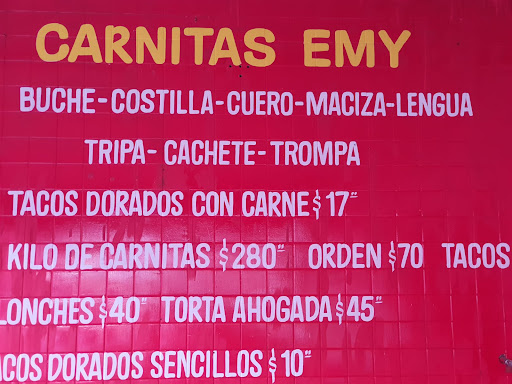 CARNITAS EMY
BUCHE-COSTILLA-CUERO-MACIZA-LENGUA
TRIPA-CACHETE-TROMPA
TACOS DORADOS CON CARNE $17"
KILO DE CARNITAS $280" ORDEN $70 TACOS
LONCHES $40" TORTA AHOGADA $45"
ACOS DORADOS SENCILLOS $10"